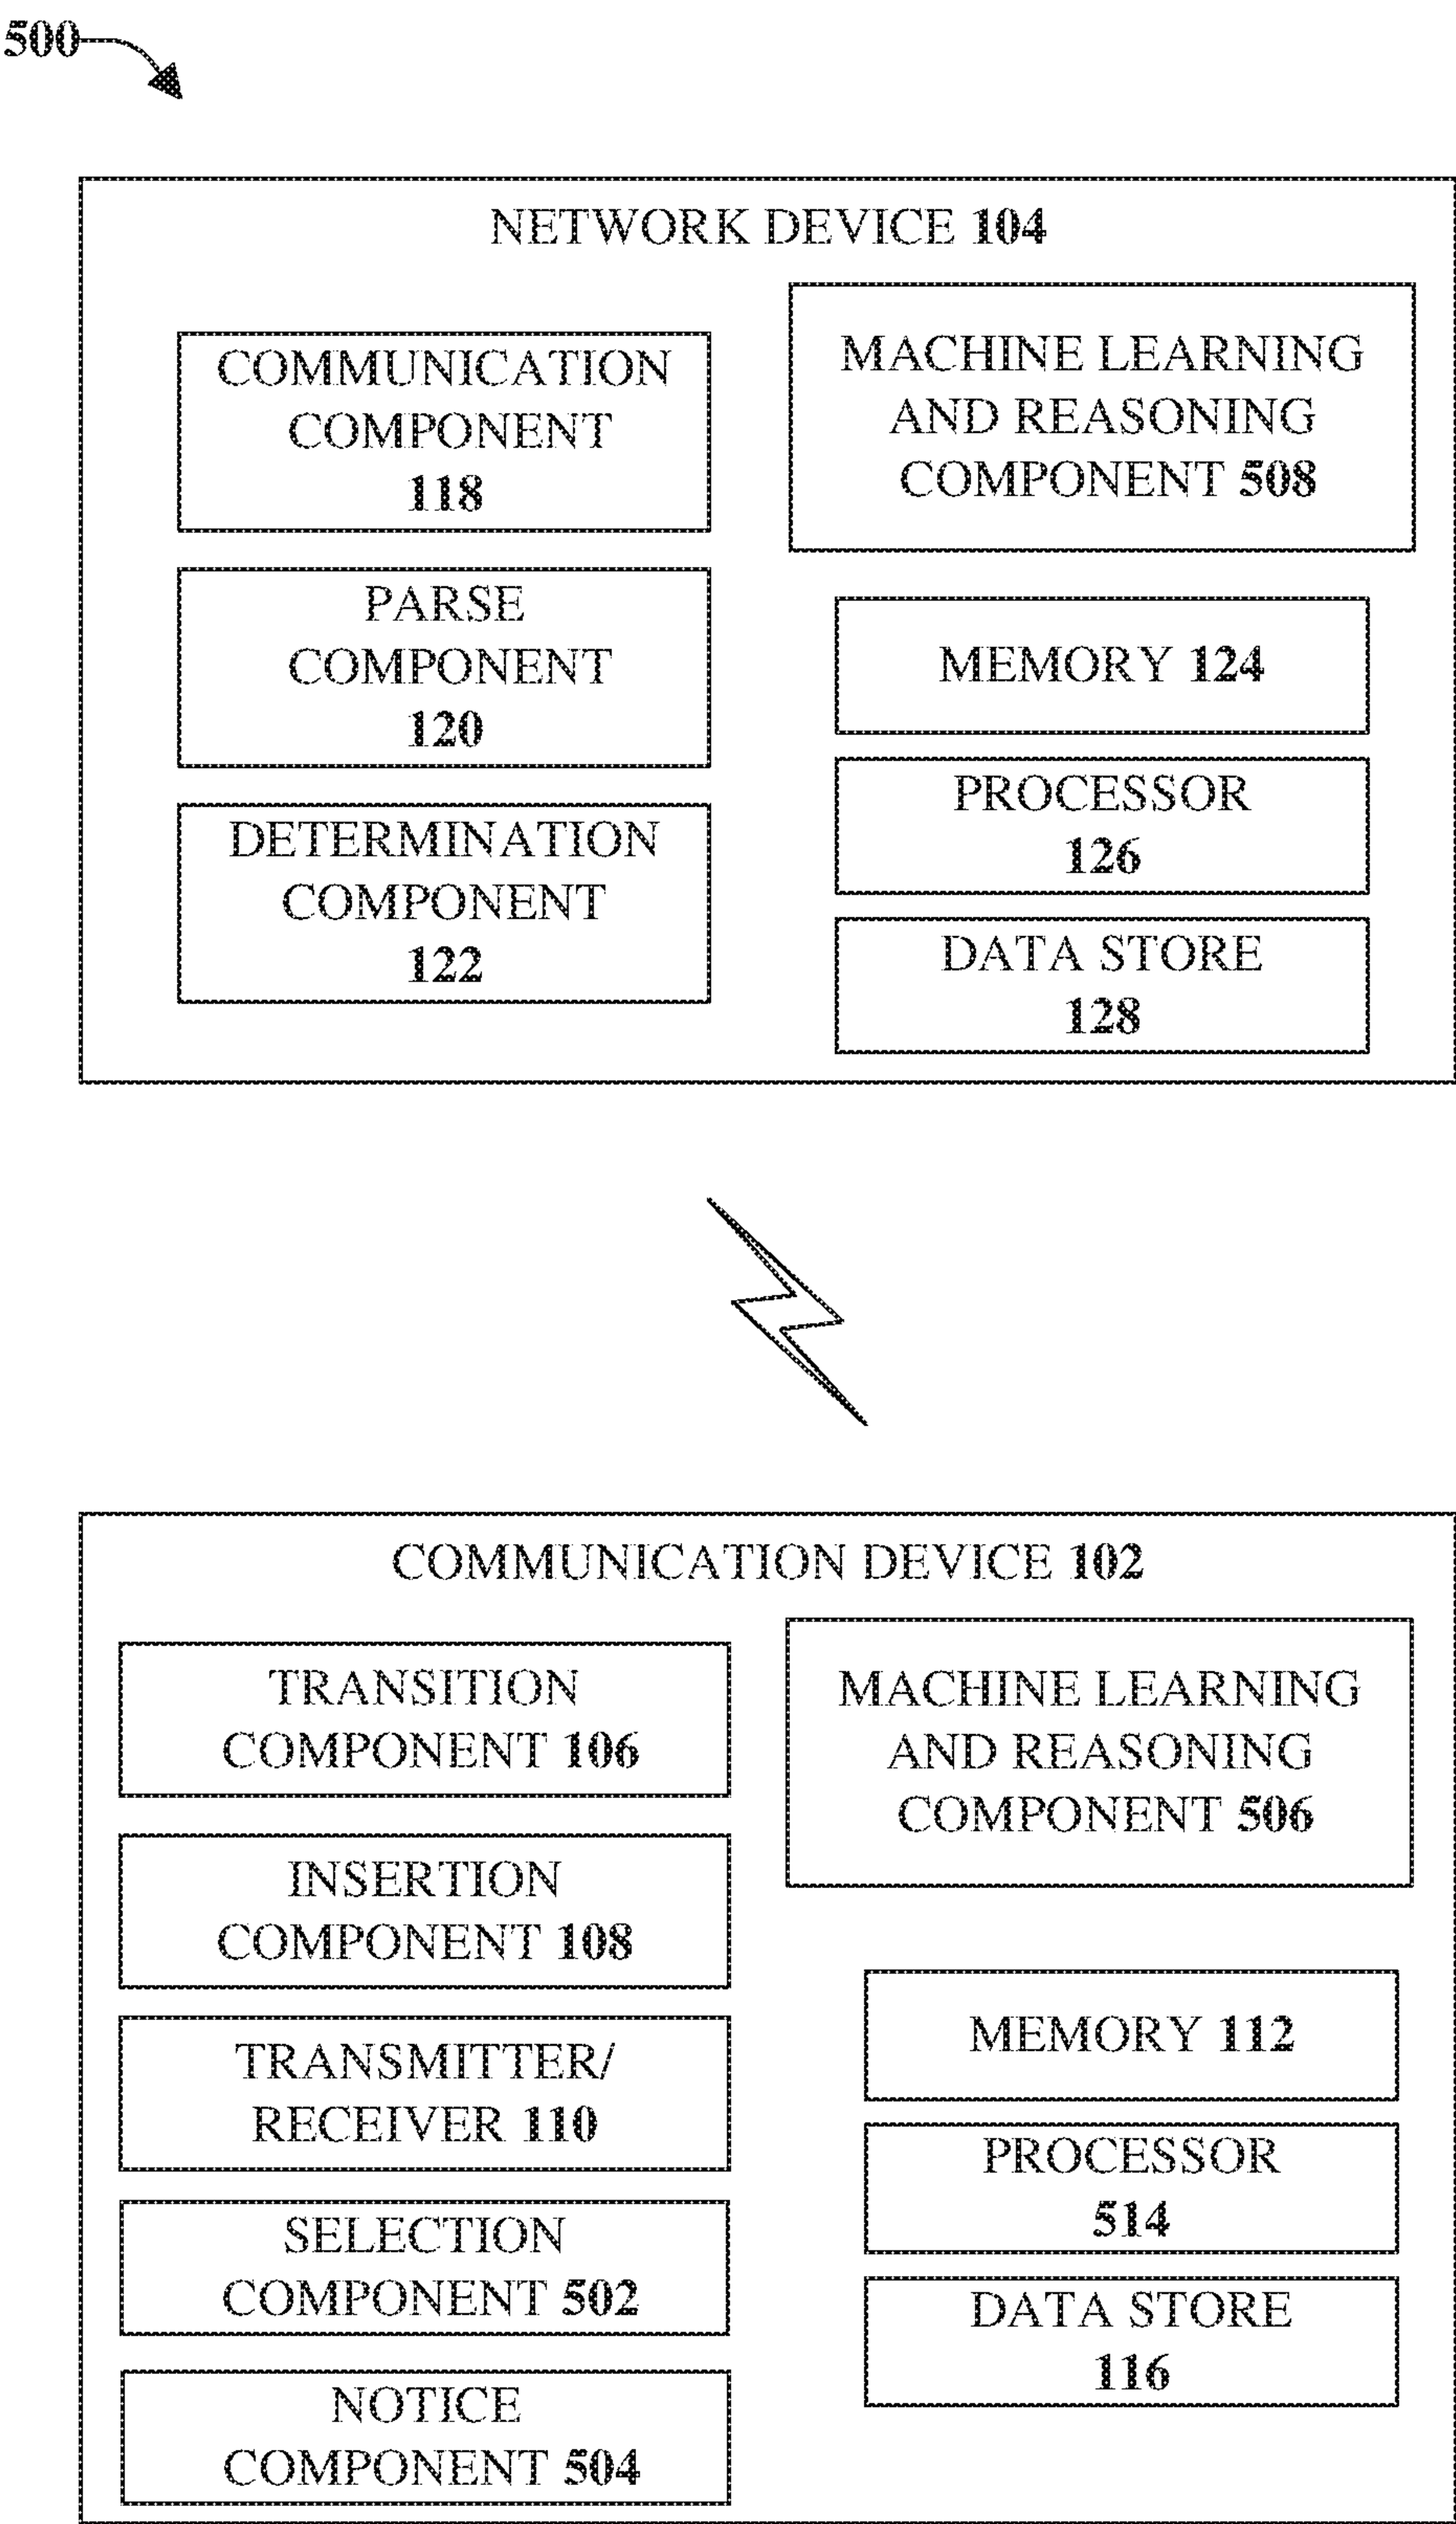 500
NETWORK DEVICE 104
COMMUNICATION
COMPONENT
118
PARSE
COMPONENT
120
DETERMINATION
COMPONENT
122
MACHINE LEARNING
AND REASONING
COMPONENT 508
MEMORY 124
PROCESSOR
126
DATA STORE
128
COMMUNICATION DEVICE 102
TRANSITION
COMPONENT 106
INSERTION
COMPONENT 108
TRANSMITTER/
RECEIVER 110
SELECTION
COMPONENT 502
NOTICE
COMPONENT 504
MACHINE LEARNING
AND REASONING
COMPONENT 506
MEMORY 112
PROCESSOR
514
DATA STORE
116